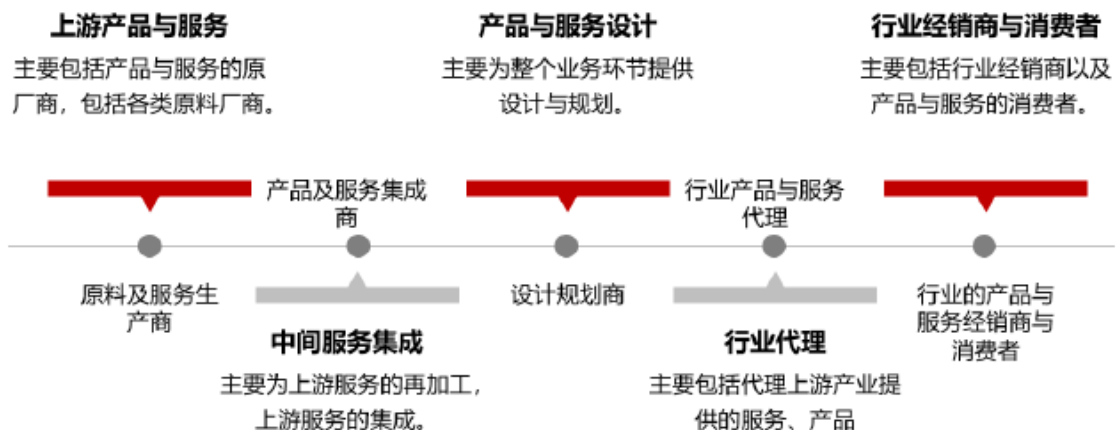 上游产品与服务
主要包括产品与服务的原
厂商，包括各类原料厂商。
产品与服务设计
主要为整个业务环节提供
设计与规划。
行业经销商与消费者
主要包括行业经销商以及
产品与服务的消费者。
产品及服务集成
商
行业产品与服务
代理
原料及服务生
产商
设计规划商
行业的产品与
服务经销商与
消费者
中间服务集成
主要为上游服务的再加工，
上游服务的集成。
行业代理
主要包括代理上游产业提
供的服务、产品